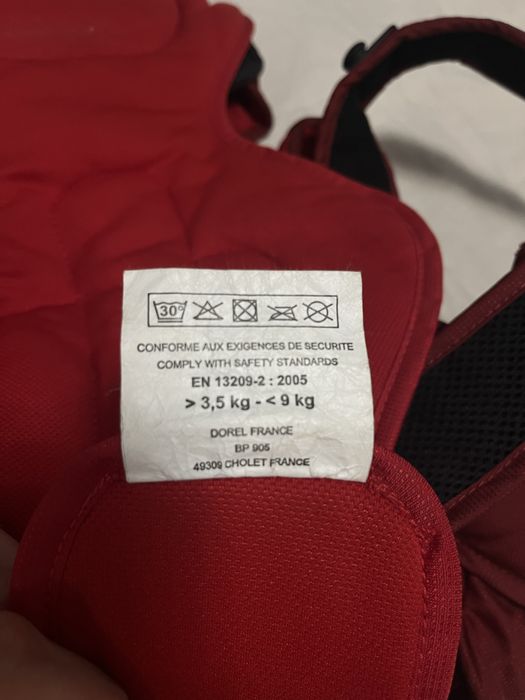 30°
CONFORME AUX EXIGENCES DE SECURITE
COMPLY WITH SAFETY STANDARDS
EN 13209-2 : 2005
> 3,5 kg - < 9 kg
DOREL FRANCE
BP 905
49309 CHOLET FRANCE